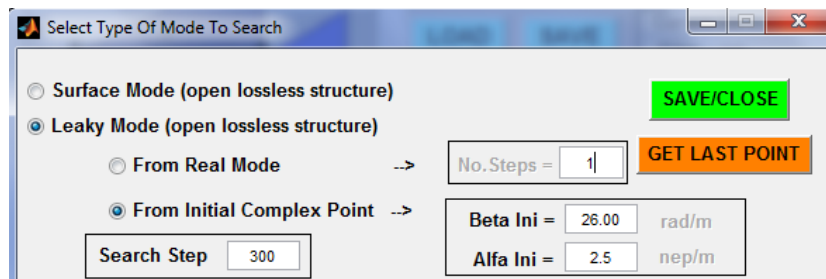 Select Type Of Mode To Search
LOAD SAVE
Surface Mode (open lossless structure)
SAVE/CLOSE
Leaky Mode (open lossless structure)
From Real Mode --> No.Steps = 1
GET LAST POINT
From Initial Complex Point --> Beta Ini = 26.00 rad/m
Search Step 300
Alfa Ini = 2.5 nep/m